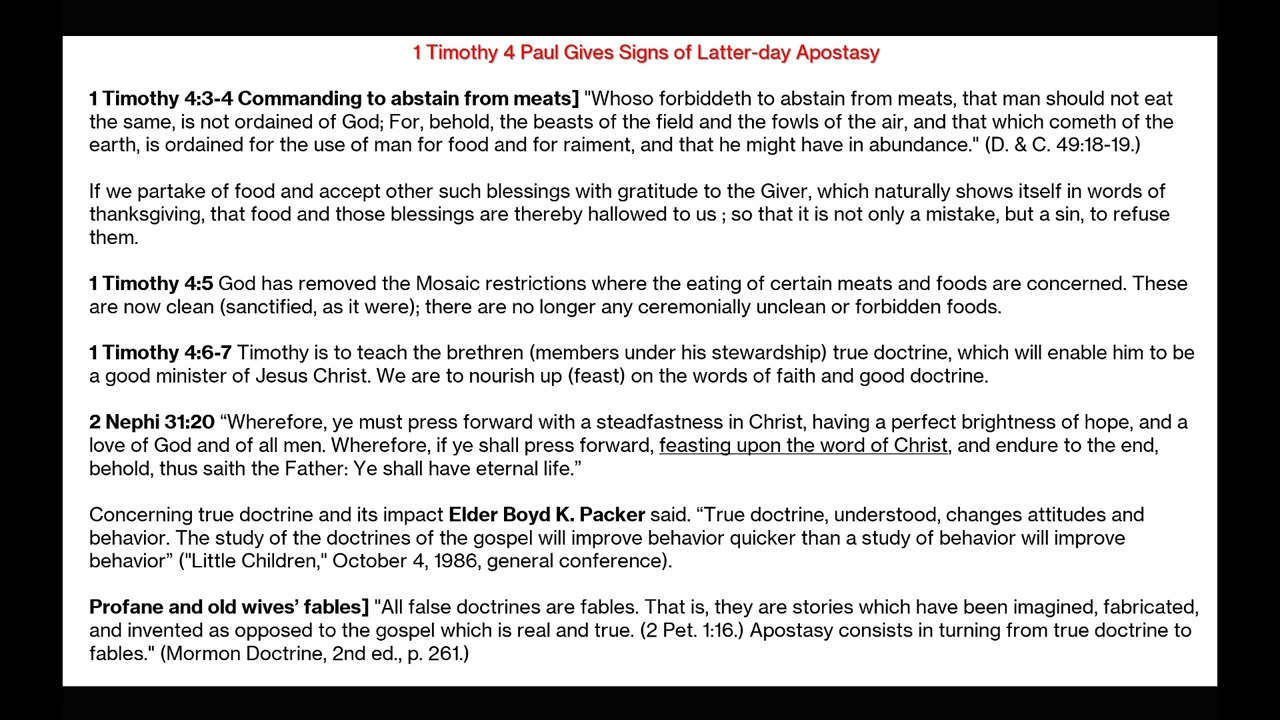 1 Timothy 4 Paul Gives Signs of Latter-day Apostasy
1 Timothy 4:3-4 Commanding to abstain from meats] "Whoso forbiddeth to abstain from meats, that man should not eat
the same, is not ordained of God; For, behold, the beasts of the field and the fowls of the air, and that which cometh of the
earth, is ordained for the use of man for food and for raiment, and that he might have in abundance." (D. & C. 49:18-19.)
If we partake of food and accept other such blessings with gratitude to the Giver, which naturally shows itself in words of
thanksgiving, that food and those blessings are thereby hallowed to us ; so that it is not only a mistake, but a sin, to refuse
them.
1 Timothy 4:5 God has removed the Mosaic restrictions where the eating of certain meats and foods are concerned. These
are now clean (sanctified, as it were); there are no longer any ceremonially unclean or forbidden foods.
1 Timothy 4:6-7 Timothy is to teach the brethren (members under his stewardship) true doctrine, which will enable him to be
a good minister of Jesus Christ. We are to nourish up (feast) on the words of faith and good doctrine.
2 Nephi 31:20 “Wherefore, ye must press forward with a steadfastness in Christ, having a perfect brightness of hope, and a
love of God and of all men. Wherefore, if ye shall press forward, feasting upon the word of Christ, and endure to the end,
behold, thus saith the Father: Ye shall have eternal life.”
Concerning true doctrine and its impact Elder Boyd K. Packer said. “True doctrine, understood, changes attitudes and
behavior. The study of the doctrines of the gospel will improve behavior quicker than a study of behavior will improve
behavior” ("Little Children," October 4, 1986, general conference).
Profane and old wives’ fables] "All false doctrines are fables. That is, they are stories which have been imagined, fabricated,
and invented as opposed to the gospel which is real and true. (2 Pet. 1:16.) Apostasy consists in turning from true doctrine to
fables." (Mormon Doctrine, 2nd ed., p. 261.)